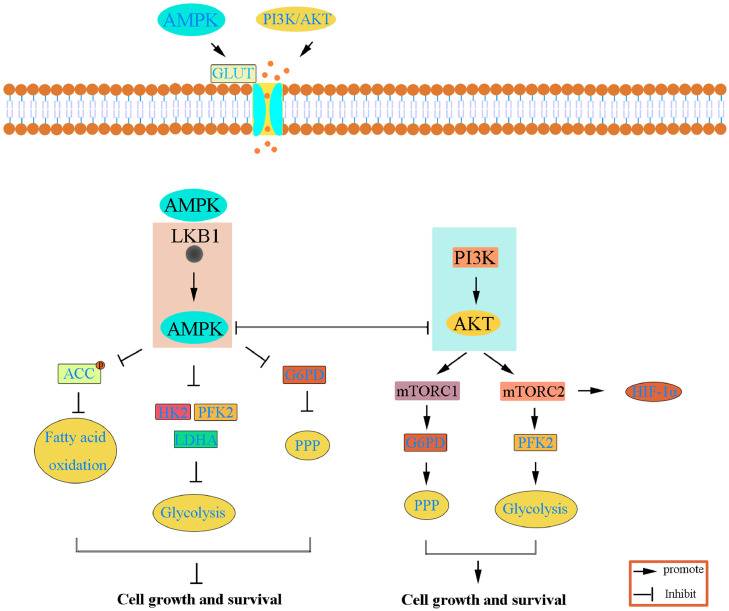 AMPK
PI3K/AKT
GLUT
AMPK
LKB1
AMPK
PI3K
AKT
ACC
P
G6PD
HK2
PFK2
LDHA
Fatty acid
oxidation
PPP
Glycolysis
mTORC1
mTORC2
HIF-1α
G6PD
PFK2
PPP
Glycolysis
Cell growth and survival
Cell growth and survival
promote
Inhibit